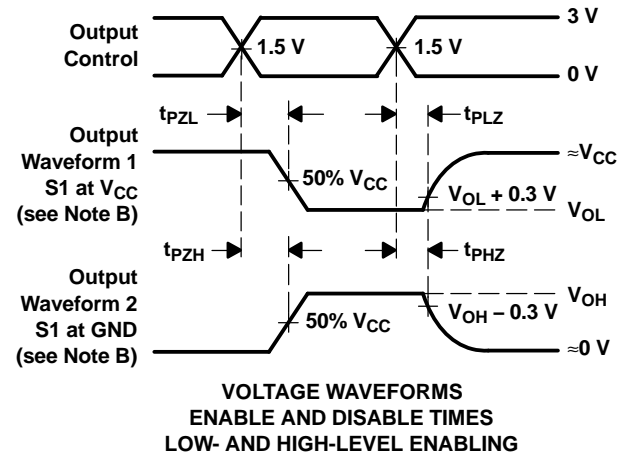 3 V
Output
Control
1.5 V
1.5 V
0 V
tPZL
tPLZ
Output
Waveform 1
S1 at VCC
(see Note B)
≈VCC
50% VCC
VOL + 0.3 V
VOL
tPZH
tPHZ
Output
Waveform 2
S1 at GND
(see Note B)
VOH
VOH − 0.3 V
50% VCC
≈0 V
VOLTAGE WAVEFORMS
ENABLE AND DISABLE TIMES
LOW- AND HIGH-LEVEL ENABLING